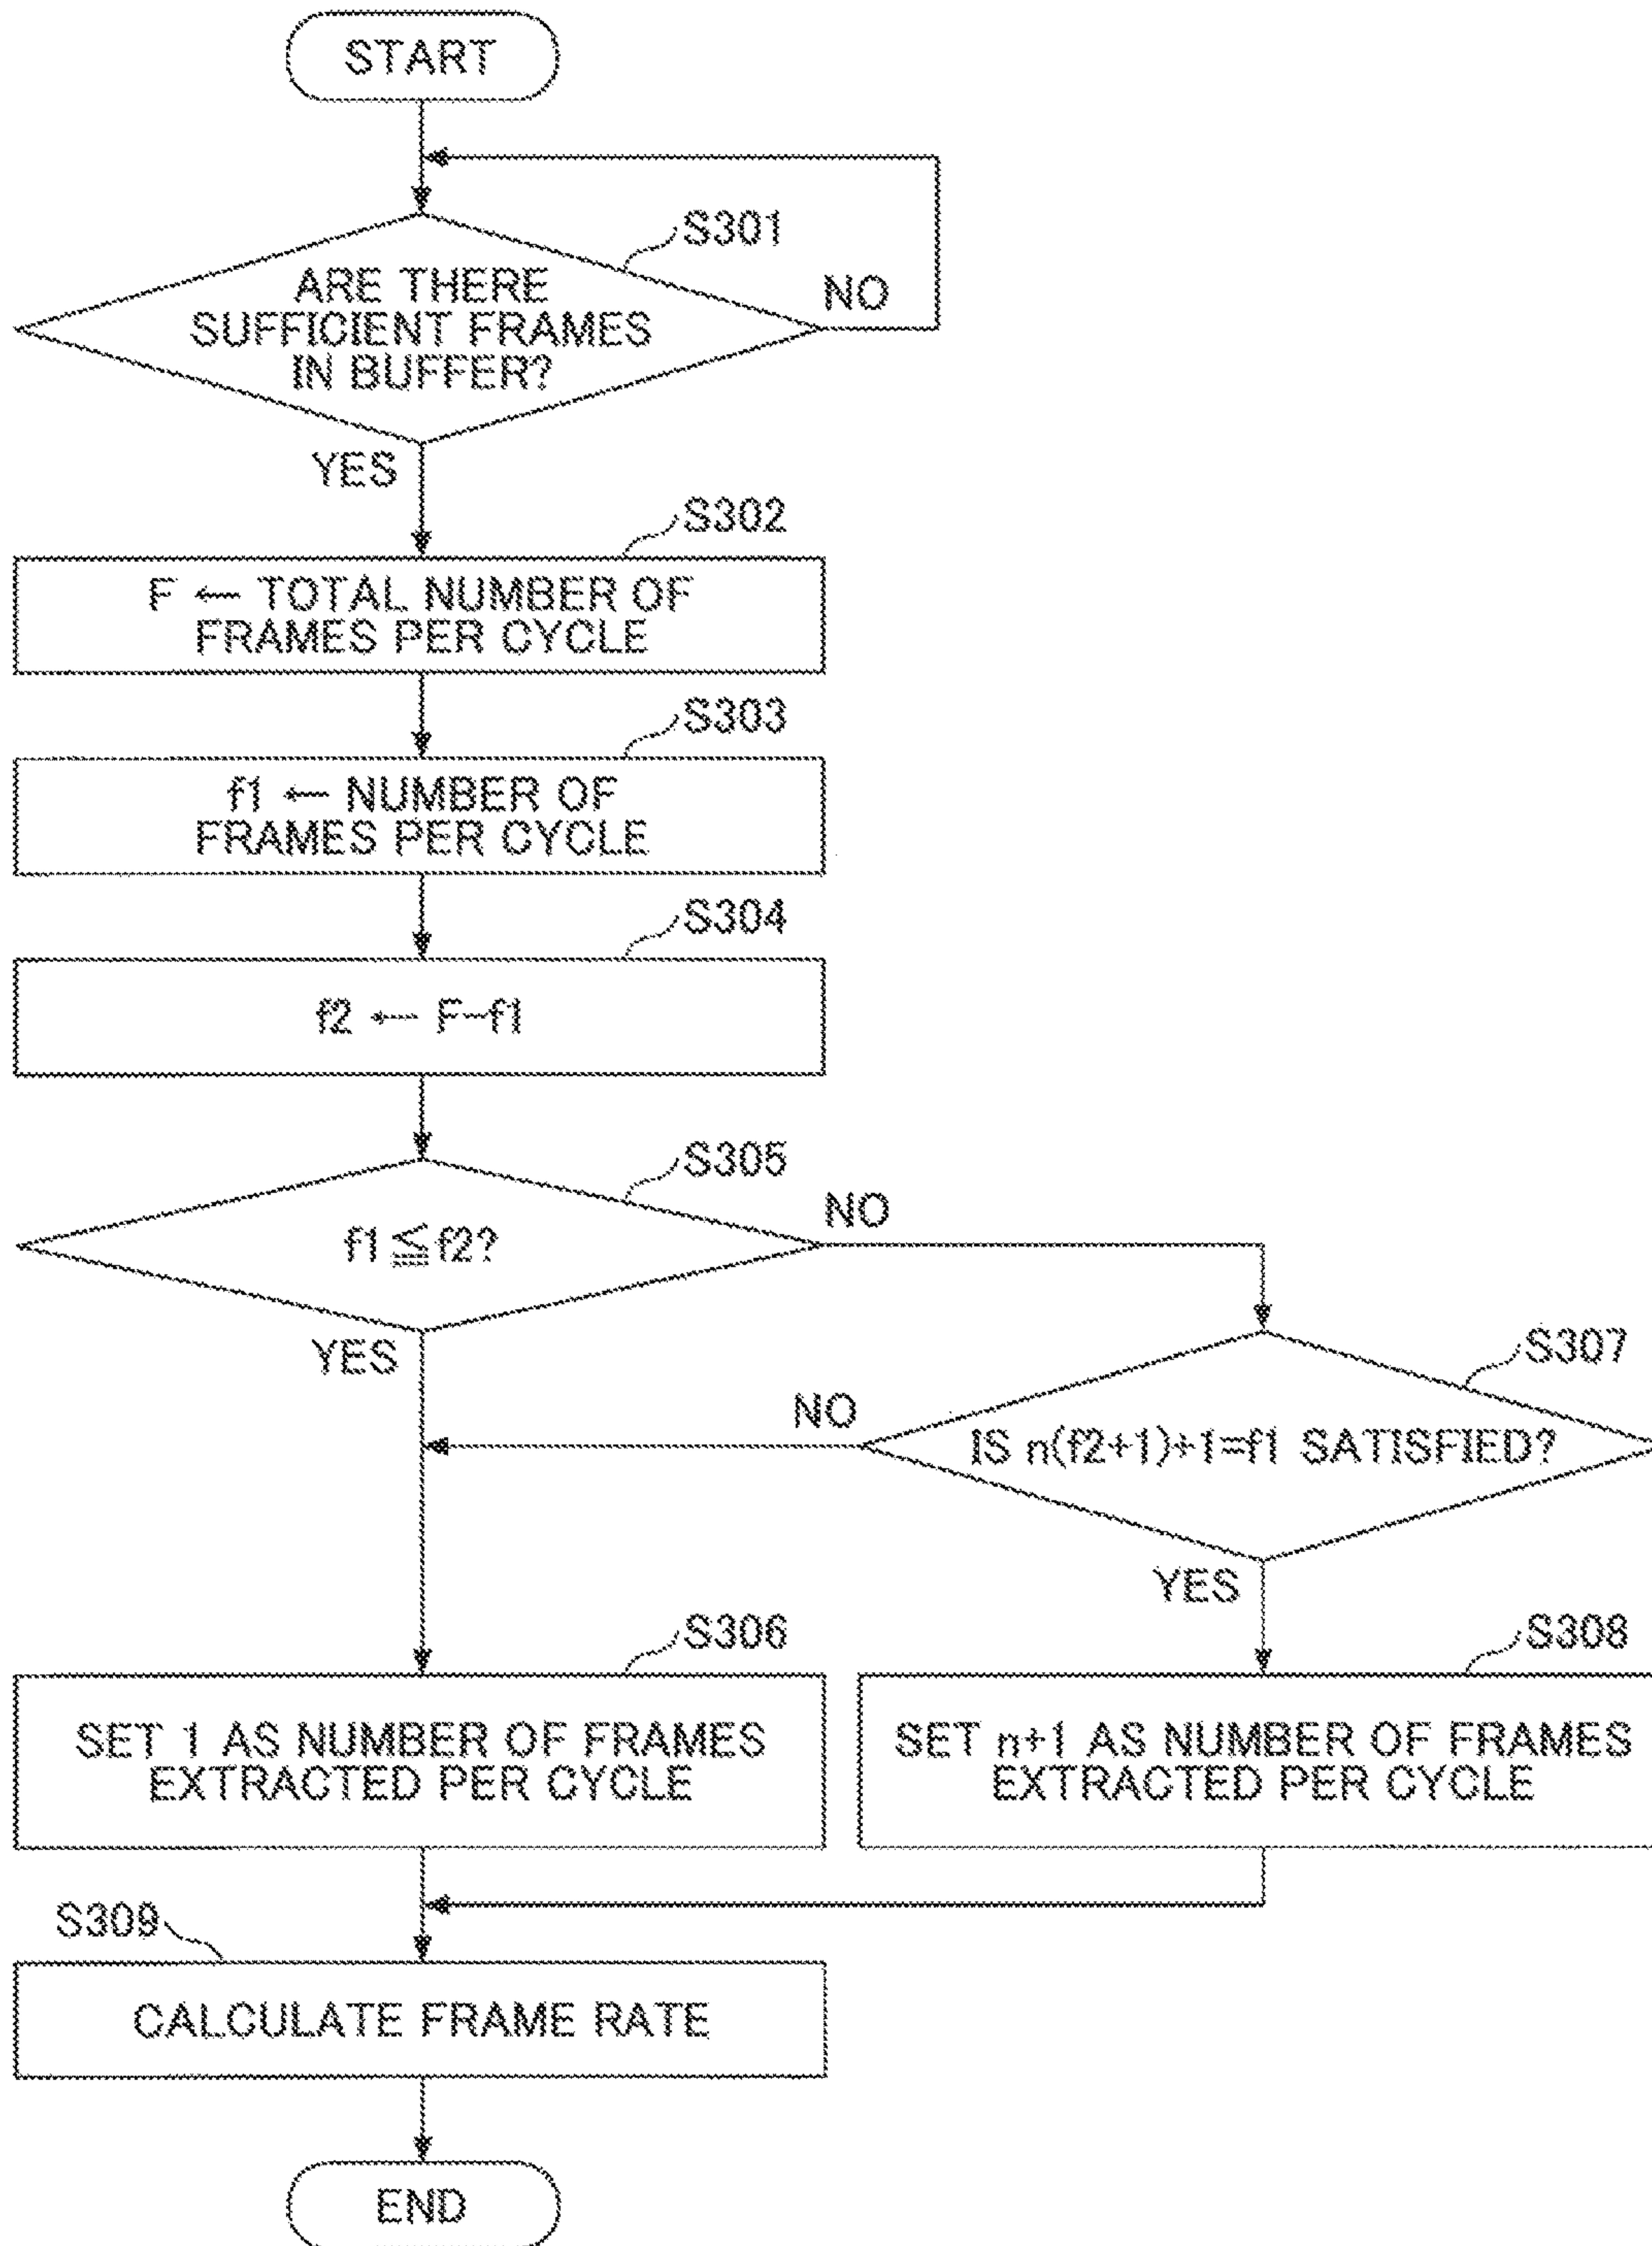 START
S301
ARE THERE
SUFFICIENT FRAMES
IN BUFFER?
NO
YES
S302
F ← TOTAL NUMBER OF
FRAMES PER CYCLE
S303
f1 ← NUMBER OF
FRAMES PER CYCLE
S304
f2 ← F-f1
S305
f1 ≦ f2?
NO
YES
S307
IS n(f2+1)+1=f1 SATISFIED?
NO
YES
S306
SET 1 AS NUMBER OF FRAMES
EXTRACTED PER CYCLE
S308
SET n+1 AS NUMBER OF FRAMES
EXTRACTED PER CYCLE
S309
CALCULATE FRAME RATE
END